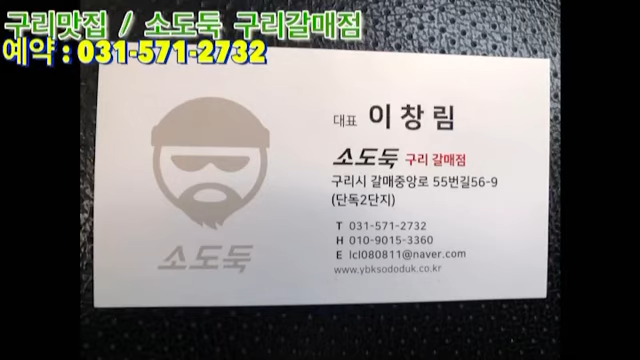 구리맛집 / 소도둑 구리갈매점
예약 : 031-571-2732
대표 이창림
소도둑 구리 갈매점
구리시 갈매중앙로 55번길56-9
(단독2단지)
T 031-571-2732
H 010-9015-3360
E lcl080811@naver.com
www.ybksododuk.co.kr
소도둑